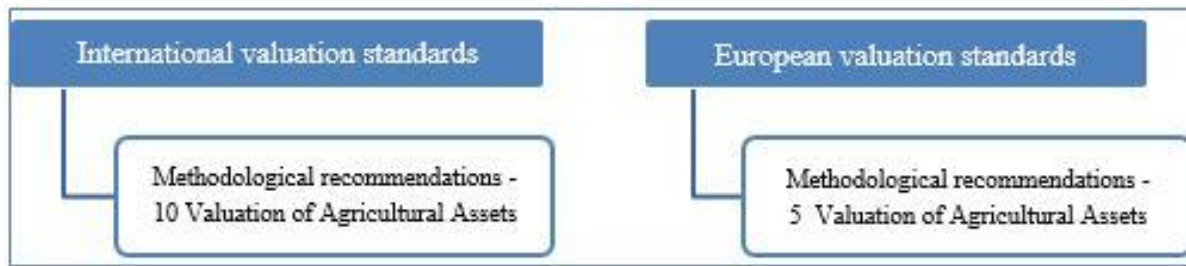 International valuation standards
Methodological recommendations -
10 Valuation of Agricultural Assets
European valuation standards
Methodological recommendations -
5 Valuation of Agricultural Assets